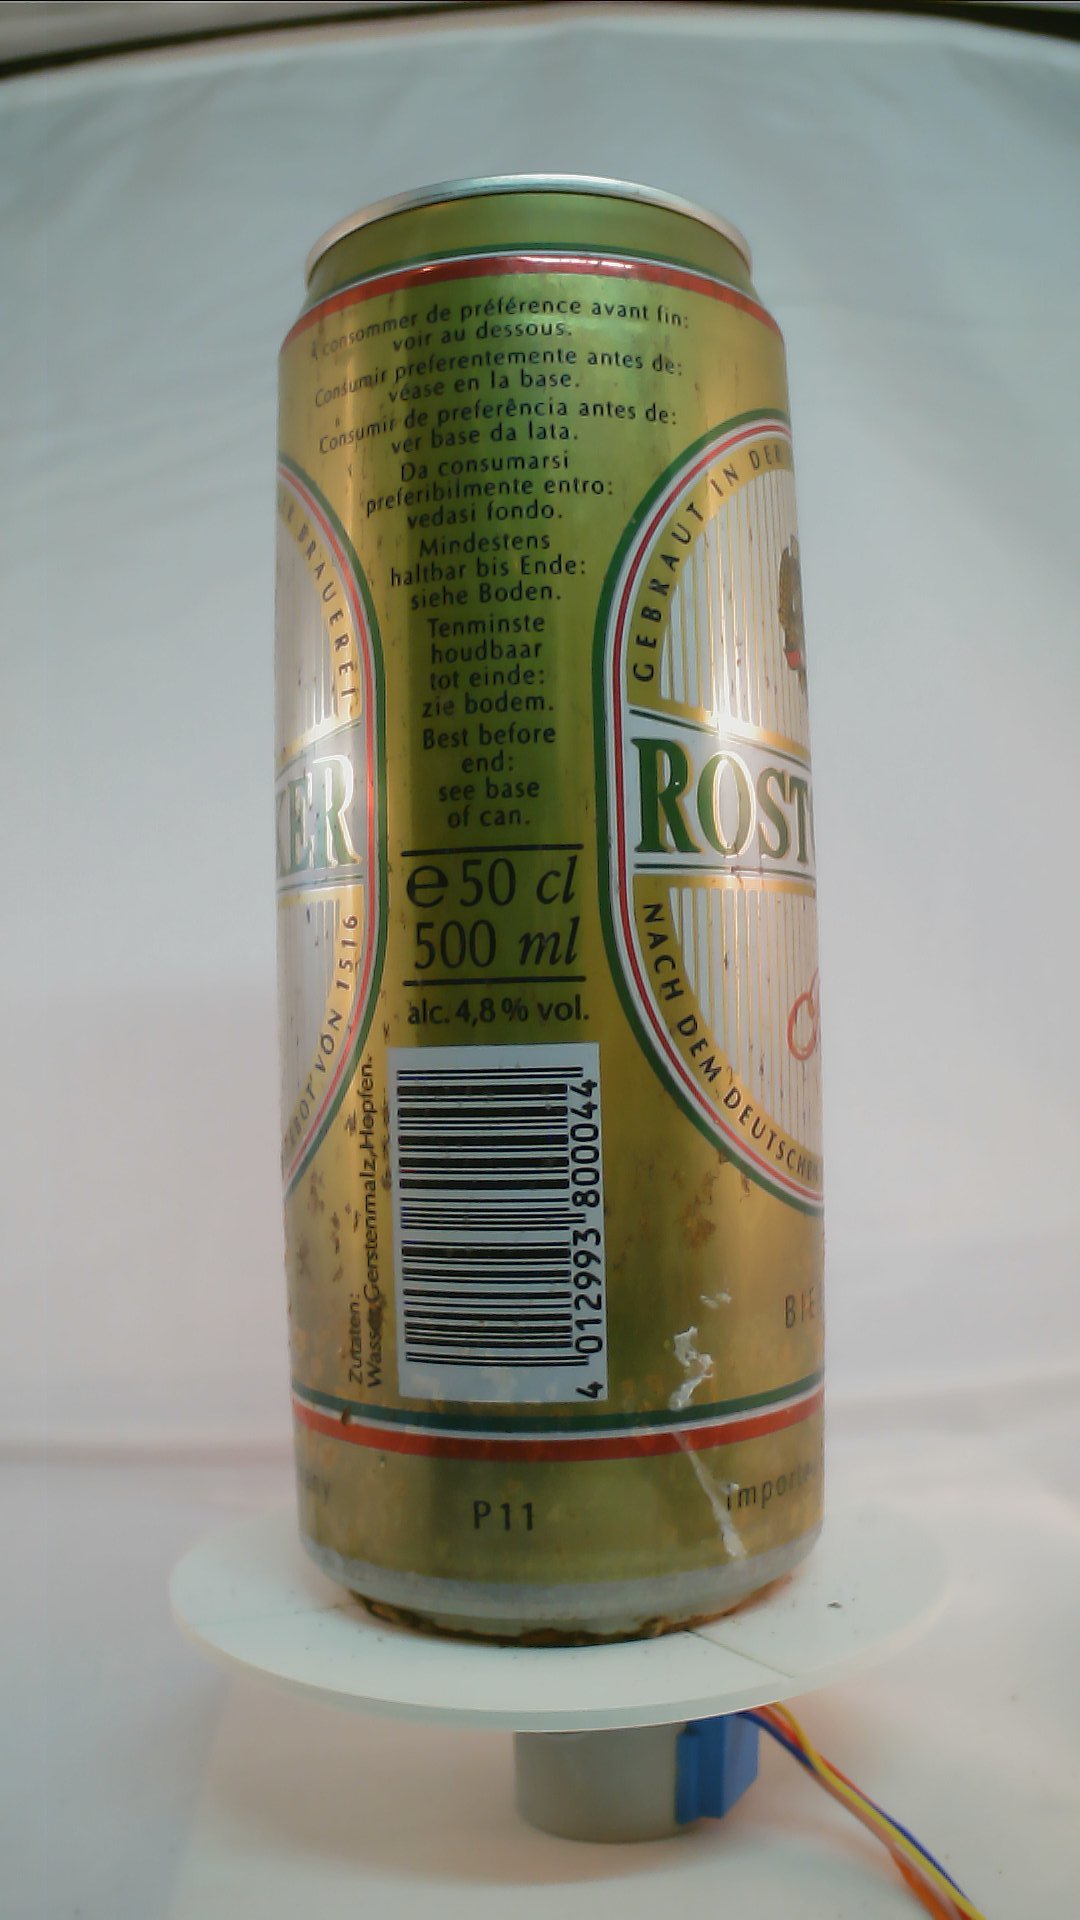 A consommer de préférence avant fin:
voir au dessous.
Consumir preferentemente antes de:
véase en la base.
Consumir de preferência antes de:
ver base da lata.
Da consumarsi
preferibilmente entro:
vedasi fondo.
Mindestens
haltbar bis Ende:
siehe Boden.
Tenminste
houdbaar
tot einde:
zie bodem.
Best before
end:
see base
of can.
e 50 cl
500 ml
alc. 4,8% vol.
Zutaten:
Wasser, Gerstenmalz, Hopfen.
4 012993 800044
P11
BRAUEREI
KER
VON 1516
GEBRAUT IN DER
ROST
NACH DEM DEUTSCHEN